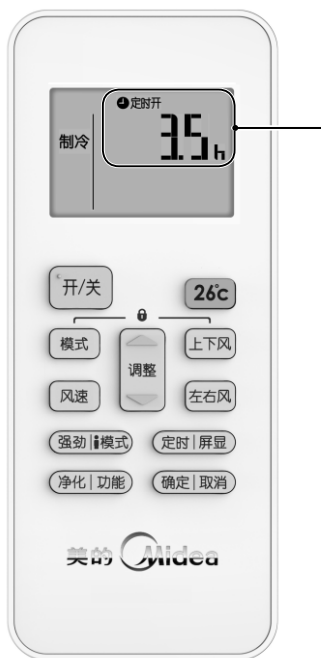 定时开
制冷
3.5h
开/关
26℃
模式
上下风
调整
风速
左右风
强劲|i模式
定时|屏显
净化|功能
确定|取消
美的 Midea